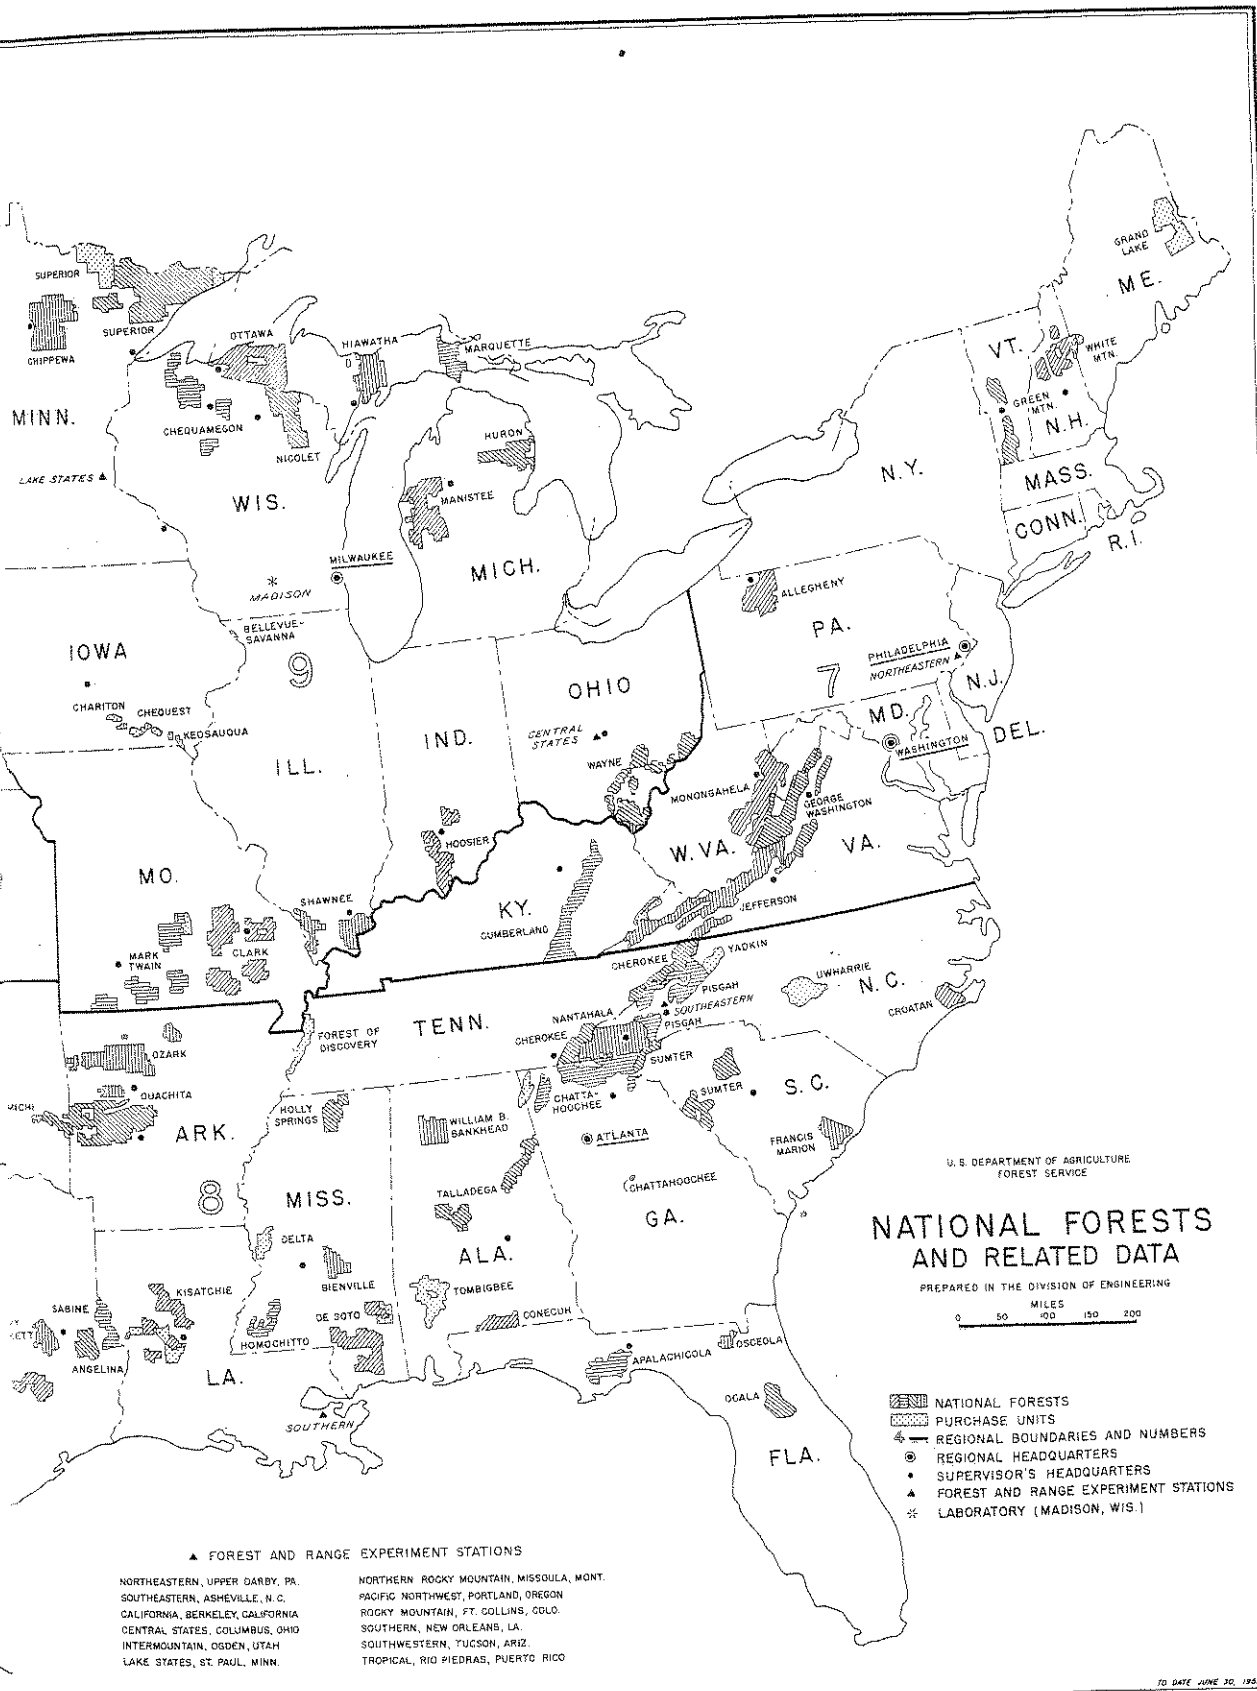 GRAND
LAKE
ME.
SUPERIOR
SUPERIOR
CHIPPEWA
OTTAWA
HIAWATHA
MARQUETTE
VT.
WHITE
MTN.
GREEN
MTN.
N.H.
MINN.
CHEQUAMEGON
NICOLET
HURON
MANISTEE
LAKE STATES
WIS.
N.Y.
MASS.
CONN.
R.I.
MILWAUKEE
MICH.
MADISON
ALLEGHENY
PA.
BELLEVUE-
SAVANNA
9
IOWA
7
PHILADELPHIA
NORTHEASTERN
N.J.
CHARITON
CHEQUEST
KEOSAUQUA
OHIO
MD.
DEL.
IND.
CENTRAL
STATES
WASHINGTON
ILL.
WAYNE
MONONGAHELA
GEORGE
WASHINGTON
HOOSIER
W. VA.
VA.
MO.
SHAWNEE
KY.
CUMBERLAND
JEFFERSON
MARK
TWAIN
CLARK
CHEROKEE
YADKIN
UWHARRIE
N. C.
PISGAH
SOUTHEASTERN
CROATAN
NANTAHALA
PISGAH
FOREST OF
DISCOVERY
TENN.
CHEROKEE
OZARK
SUMTER
OUACHITA
CHATTA-
HOOCHEE
SUMTER
S. C.
HOLLY
SPRINGS
WILLIAM B.
BANKHEAD
ARK.
ATLANTA
FRANCIS
MARION
8
MISS.
TALLADEGA
CHATTAHOOCHEE
GA.
DELTA
ALA.
BIENVILLE
TOMBIGBEE
KISATCHIE
SABINE
DE SOTO
CONECUH
HOMOCHITTO
ANGELINA
LA.
APALACHICOLA
OSCEOLA
OCALA
SOUTHERN
FLA.
U. S. DEPARTMENT OF AGRICULTURE
FOREST SERVICE
NATIONAL FORESTS
AND RELATED DATA
PREPARED IN THE DIVISION OF ENGINEERING
MILES
0 50 100 150 200
NATIONAL FORESTS
PURCHASE UNITS
4 REGIONAL BOUNDARIES AND NUMBERS
REGIONAL HEADQUARTERS
SUPERVISOR'S HEADQUARTERS
FOREST AND RANGE EXPERIMENT STATIONS
LABORATORY (MADISON, WIS.)
FOREST AND RANGE EXPERIMENT STATIONS
NORTHEASTERN, UPPER DARBY, PA.
SOUTHEASTERN, ASHEVILLE, N. C.
CALIFORNIA, BERKELEY, CALIFORNIA
CENTRAL STATES, COLUMBUS, OHIO
INTERMOUNTAIN, OGDEN, UTAH
LAKE STATES, ST. PAUL, MINN.
NORTHERN ROCKY MOUNTAIN, MISSOULA, MONT.
PACIFIC NORTHWEST, PORTLAND, OREGON
ROCKY MOUNTAIN, FT. COLLINS, COLO.
SOUTHERN, NEW ORLEANS, LA.
SOUTHWESTERN, TUCSON, ARIZ.
TROPICAL, RIO PIEDRAS, PUERTO RICO
TO DATE JUNE 30, 195